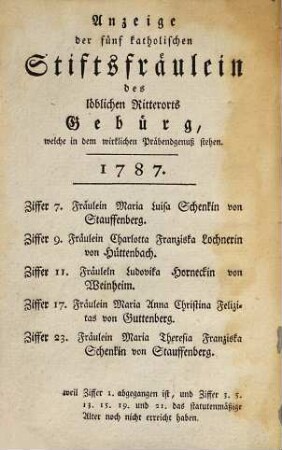 Anzeige
der fünf katholischen
Stiftsfräulein
des
löblichen Ritterorts
Gebürg,
welche in dem wirklichen Präbendgenuß stehen.
1787.
Ziffer 7. Fräulein Maria Luisa Schenkin von
Stauffenberg.
Ziffer 9. Fräulein Charlotta Franziska Lochnerin
von Hüttenbach.
Ziffer 11. Fräulein Ludovika Horneckin von
Weinheim.
Ziffer 17. Fräulein Maria Anna Christina Felizi-
tas von Guttenberg.
Ziffer 23. Fräulein Maria Theresia Franziska
Schenkin von Stauffenberg.
weil Ziffer 1. abgegangen ist, und Ziffer 3. 5.
13. 15. 19. und 21. das statutenmäßige
Alter noch nicht erreicht haben.